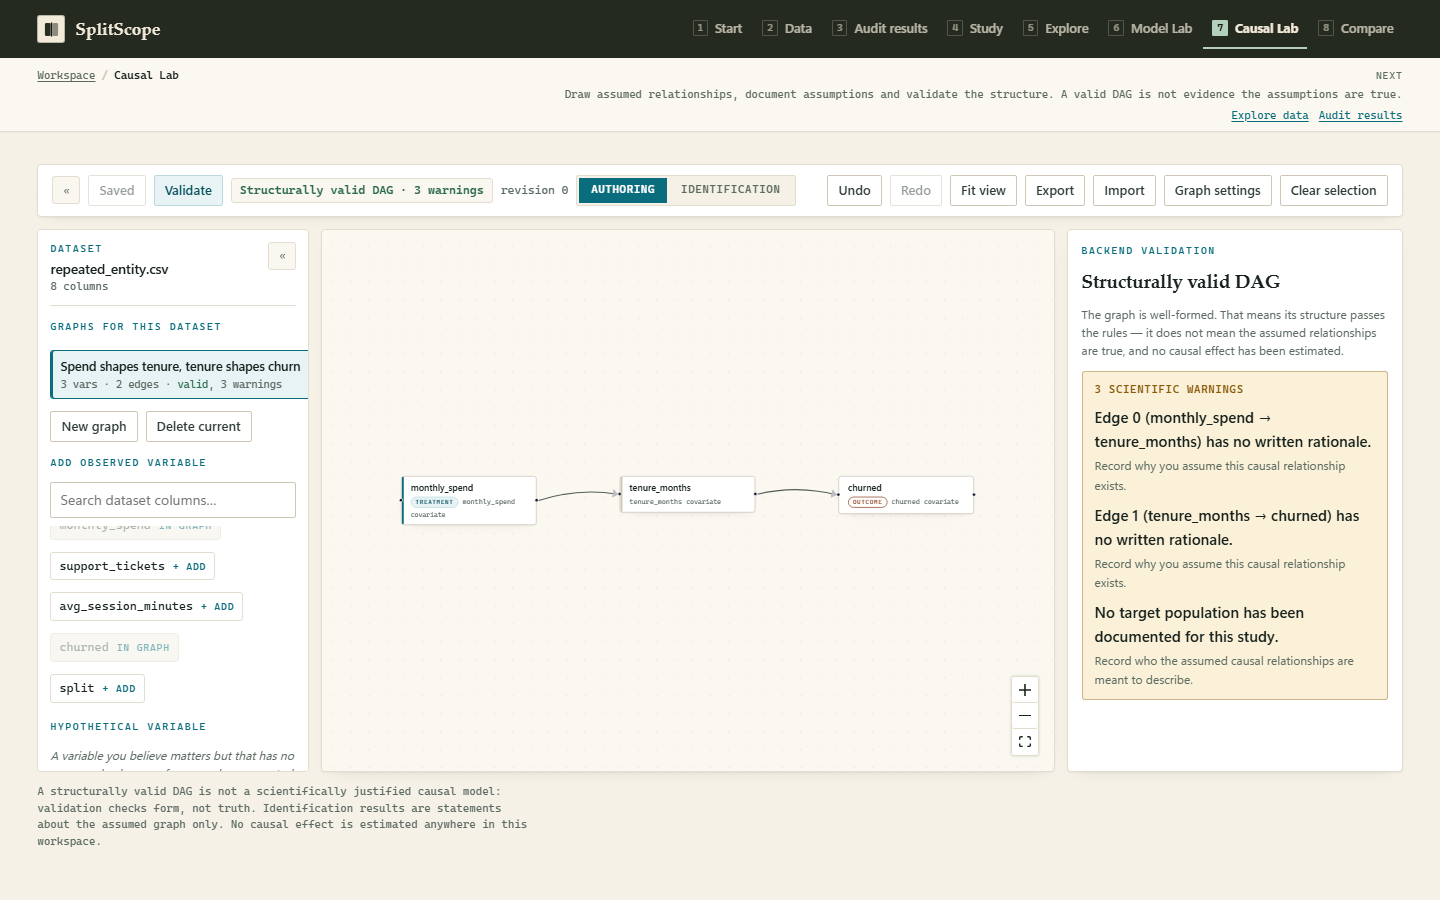 SplitScope
1 Start
2 Data
3 Audit results
4 Study
5 Explore
6 Model Lab
7 Causal Lab
8 Compare
Workspace / Causal Lab
NEXT
Draw assumed relationships, document assumptions and validate the structure. A valid DAG is not evidence the assumptions are true.
Explore data Audit results
« Saved Validate Structurally valid DAG · 3 warnings revision 0 AUTHORING IDENTIFICATION Undo Redo Fit view Export Import Graph settings Clear selection
DATASET
«
repeated_entity.csv
8 columns
GRAPHS FOR THIS DATASET
Spend shapes tenure, tenure shapes churn
3 vars · 2 edges · valid, 3 warnings
New graph Delete current
ADD OBSERVED VARIABLE
Search dataset columns...
monthly_spend IN GRAPH
support_tickets + ADD
avg_session_minutes + ADD
churned IN GRAPH
split + ADD
HYPOTHETICAL VARIABLE
A variable you believe matters but that has no
monthly_spend
TREATMENT monthly_spend
covariate
tenure_months
tenure_months covariate
churned
OUTCOME churned covariate
BACKEND VALIDATION
Structurally valid DAG
The graph is well-formed. That means its structure passes
the rules — it does not mean the assumed relationships
are true, and no causal effect has been estimated.
3 SCIENTIFIC WARNINGS
Edge 0 (monthly_spend →
tenure_months) has no written rationale.
Record why you assume this causal relationship
exists.
Edge 1 (tenure_months → churned) has
no written rationale.
Record why you assume this causal relationship
exists.
No target population has been
documented for this study.
Record who the assumed causal relationships are
meant to describe.
A structurally valid DAG is not a scientifically justified causal model:
validation checks form, not truth. Identification results are statements
about the assumed graph only. No causal effect is estimated anywhere in this
workspace.